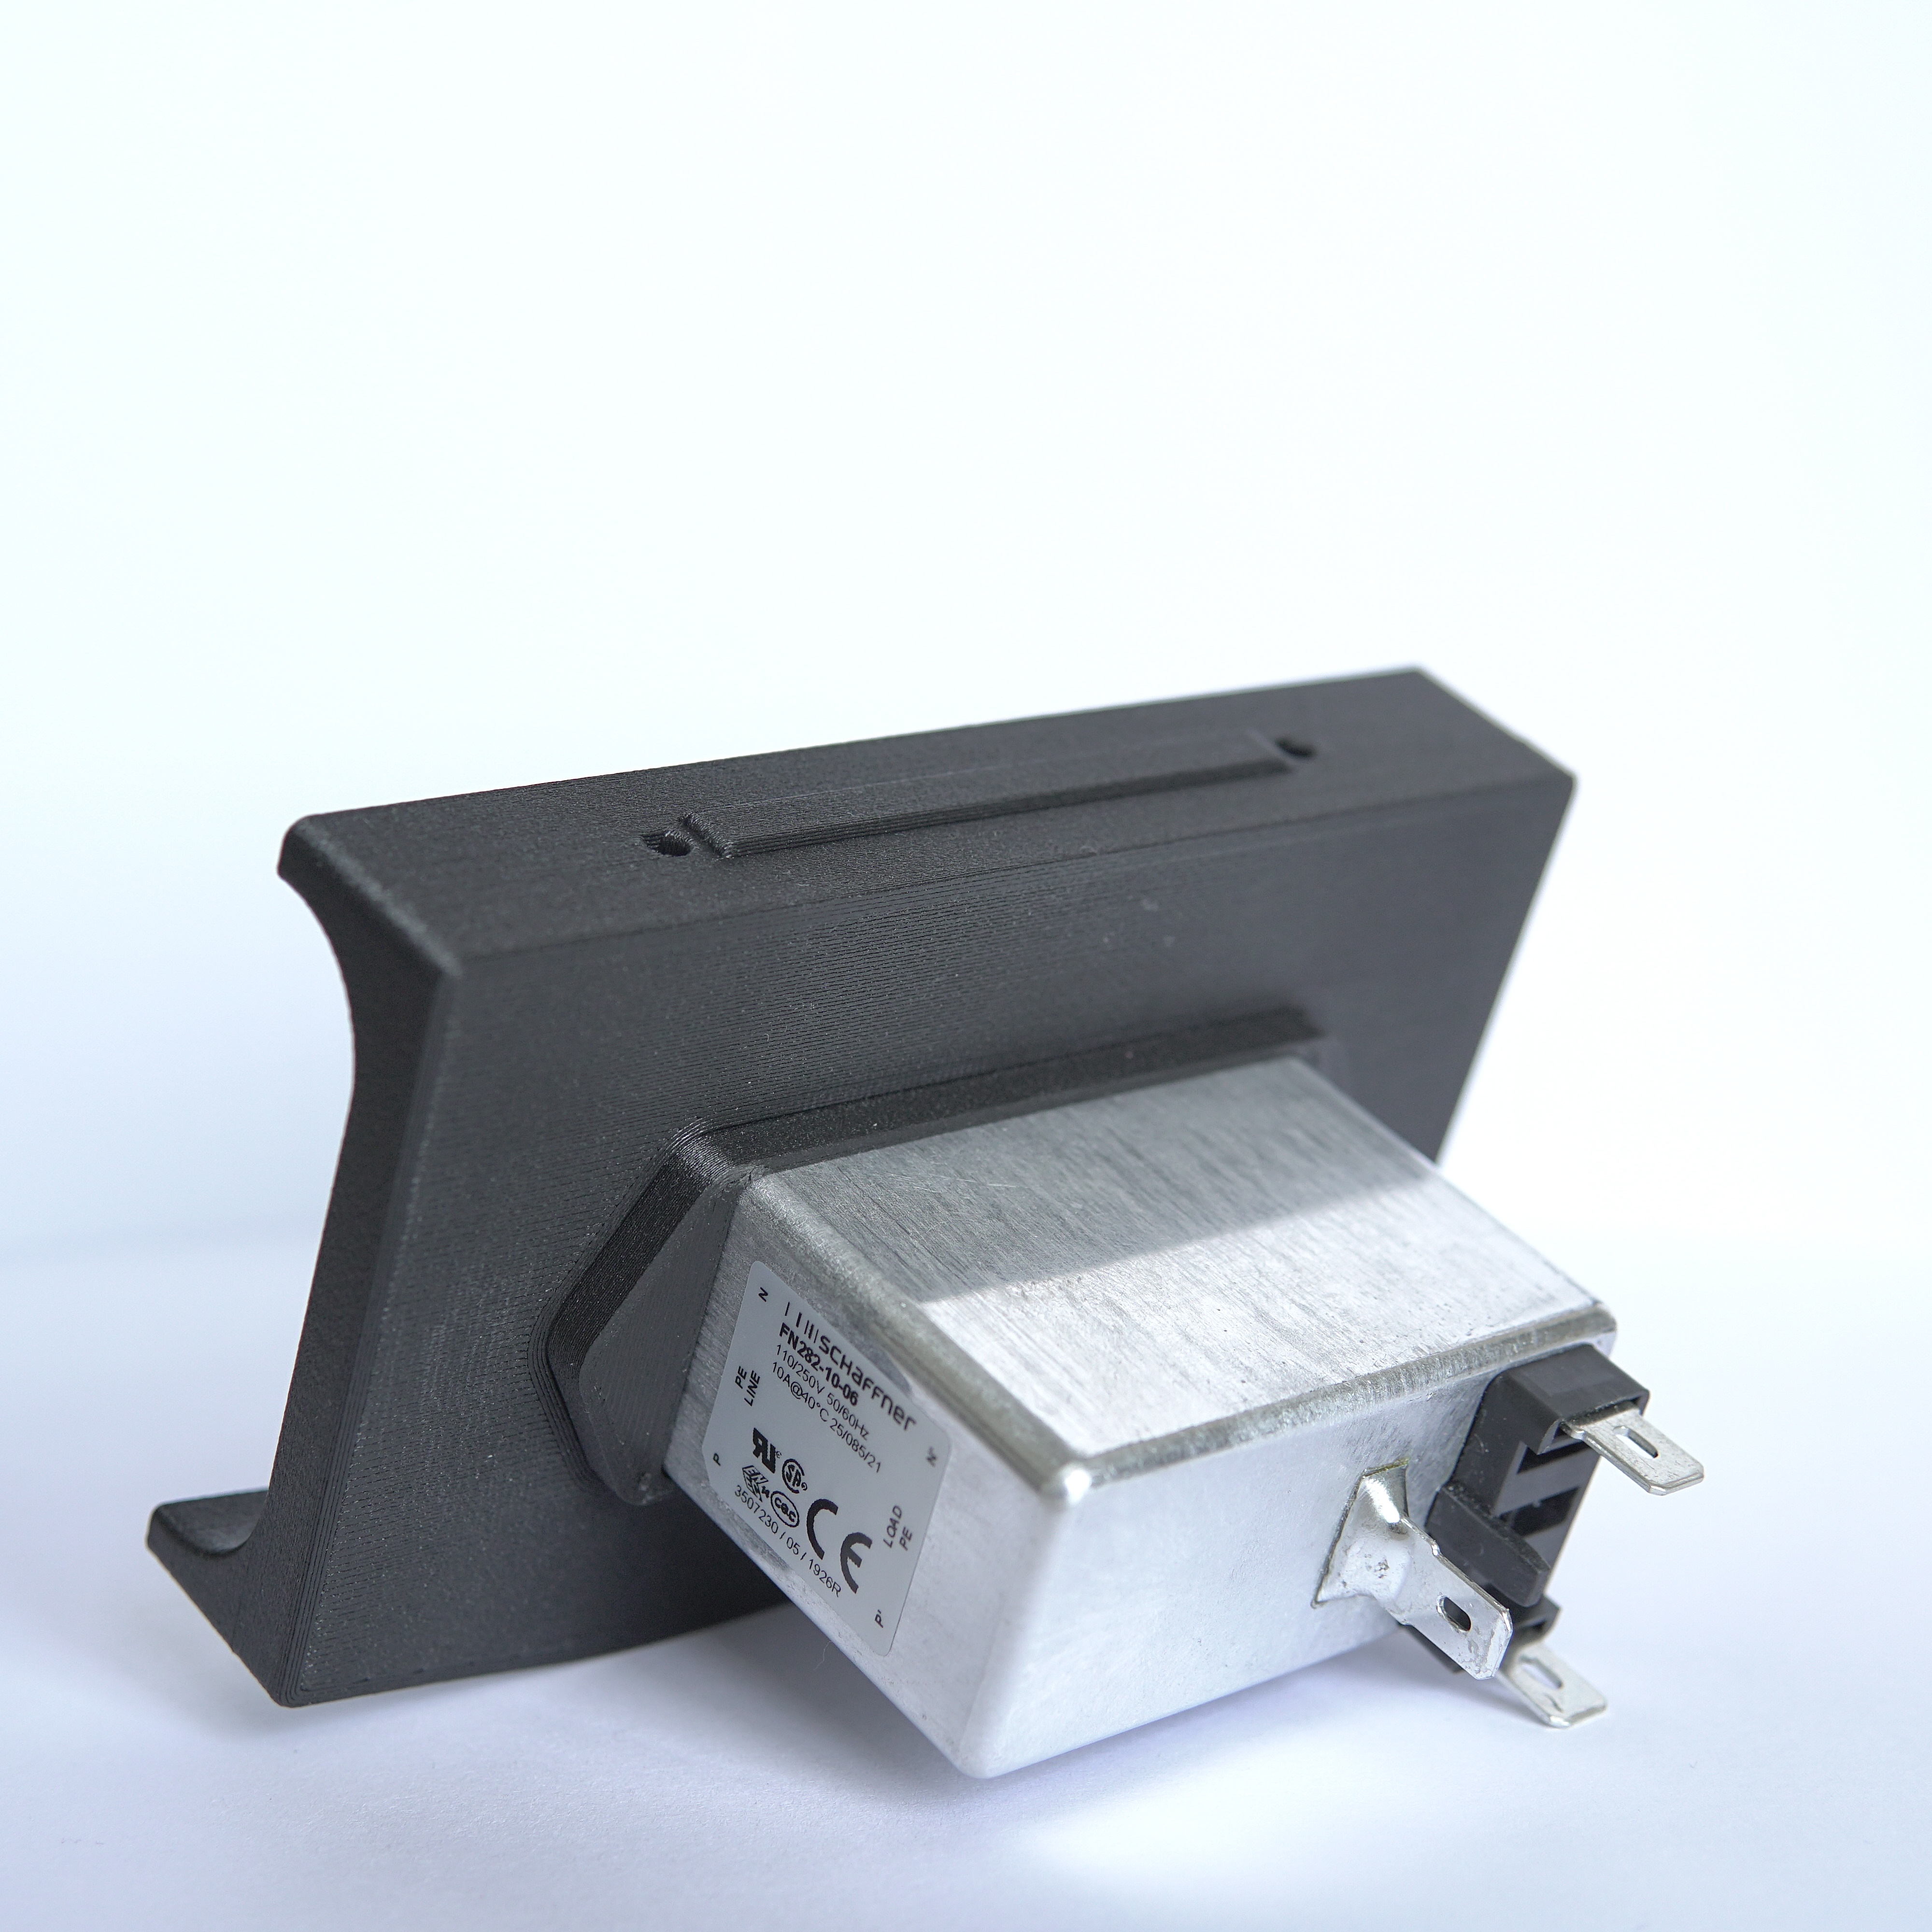 N
SCHaFFner
FN282-10-06
110/250V 50/60Hz
10A@40°C 25/085/21
PE
LINE
P
N'
LOAD
PE
P'
CQC
CE
3507230 / 05 / 1926R